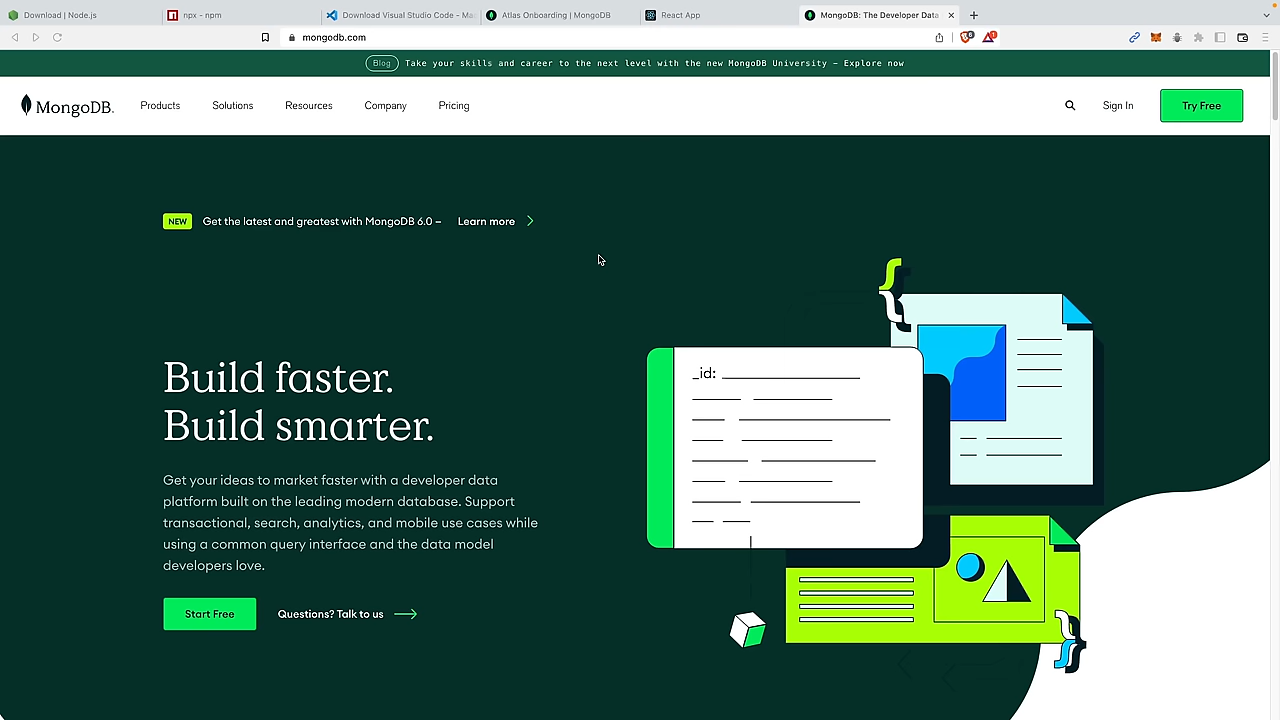 Download | Node.js
npx - npm
Download Visual Studio Code - Ma
Atlas Onboarding | MongoDB
React App
MongoDB: The Developer Data
mongodb.com
Blog Take your skills and career to the next level with the new MongoDB University – Explore now
MongoDB.
Products
Solutions
Resources
Company
Pricing
Sign In
Try Free
NEW Get the latest and greatest with MongoDB 6.0 – Learn more
Build faster.
Build smarter.
Get your ideas to market faster with a developer data
platform built on the leading modern database. Support
transactional, search, analytics, and mobile use cases while
using a common query interface and the data model
developers love.
Start Free
Questions? Talk to us
_id: